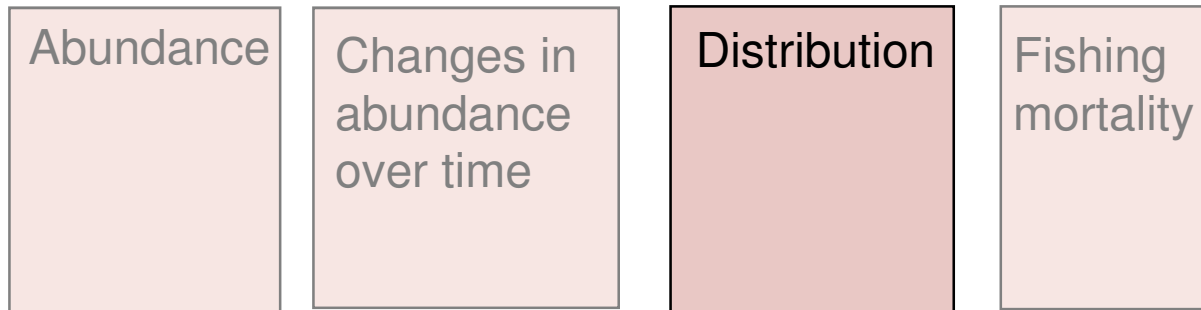 Abundance
Changes in
abundance
over time
Distribution
Fishing
mortality